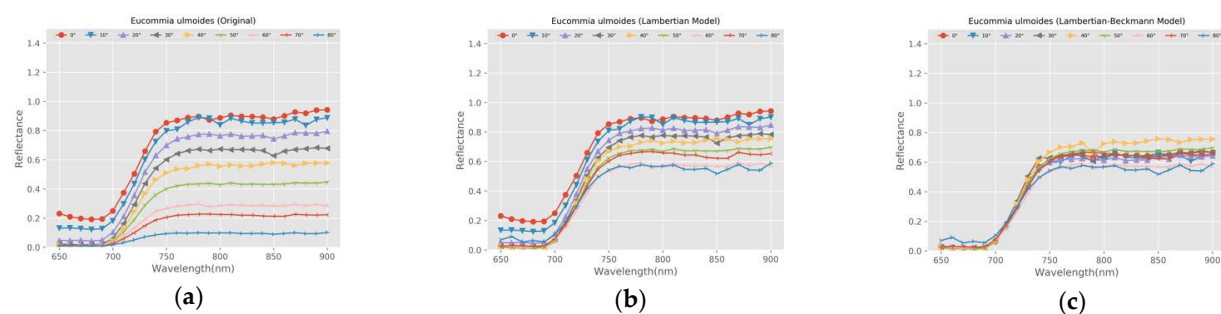 Eucommia ulmoides (Original)
0° 10° 20° 30° 40° 50° 60° 70° 80°
1.4
1.2
1.0
0.8
0.6
0.4
0.2
0.0
Reflectance
650 700 750 800 850 900
Wavelength(nm)
(a)
Eucommia ulmoides (Lambertian Model)
0° 10° 20° 30° 40° 50° 60° 70° 80°
1.4
1.2
1.0
0.8
0.6
0.4
0.2
0.0
Reflectance
650 700 750 800 850 900
Wavelength(nm)
(b)
Eucommia ulmoides (Lambertian-Beckmann Model)
0° 10° 20° 30° 40° 50° 60° 70° 80°
1.4
1.2
1.0
0.8
0.6
0.4
0.2
0.0
Reflectance
650 700 750 800 850 900
Wavelength(nm)
(c)